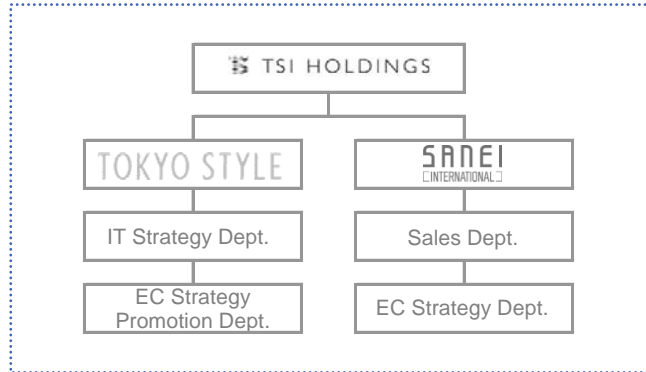 TSI HOLDINGS
TOKYO STYLE
SANEI
INTERNATIONAL
IT Strategy Dept.
Sales Dept.
EC Strategy
Promotion Dept.
EC Strategy Dept.